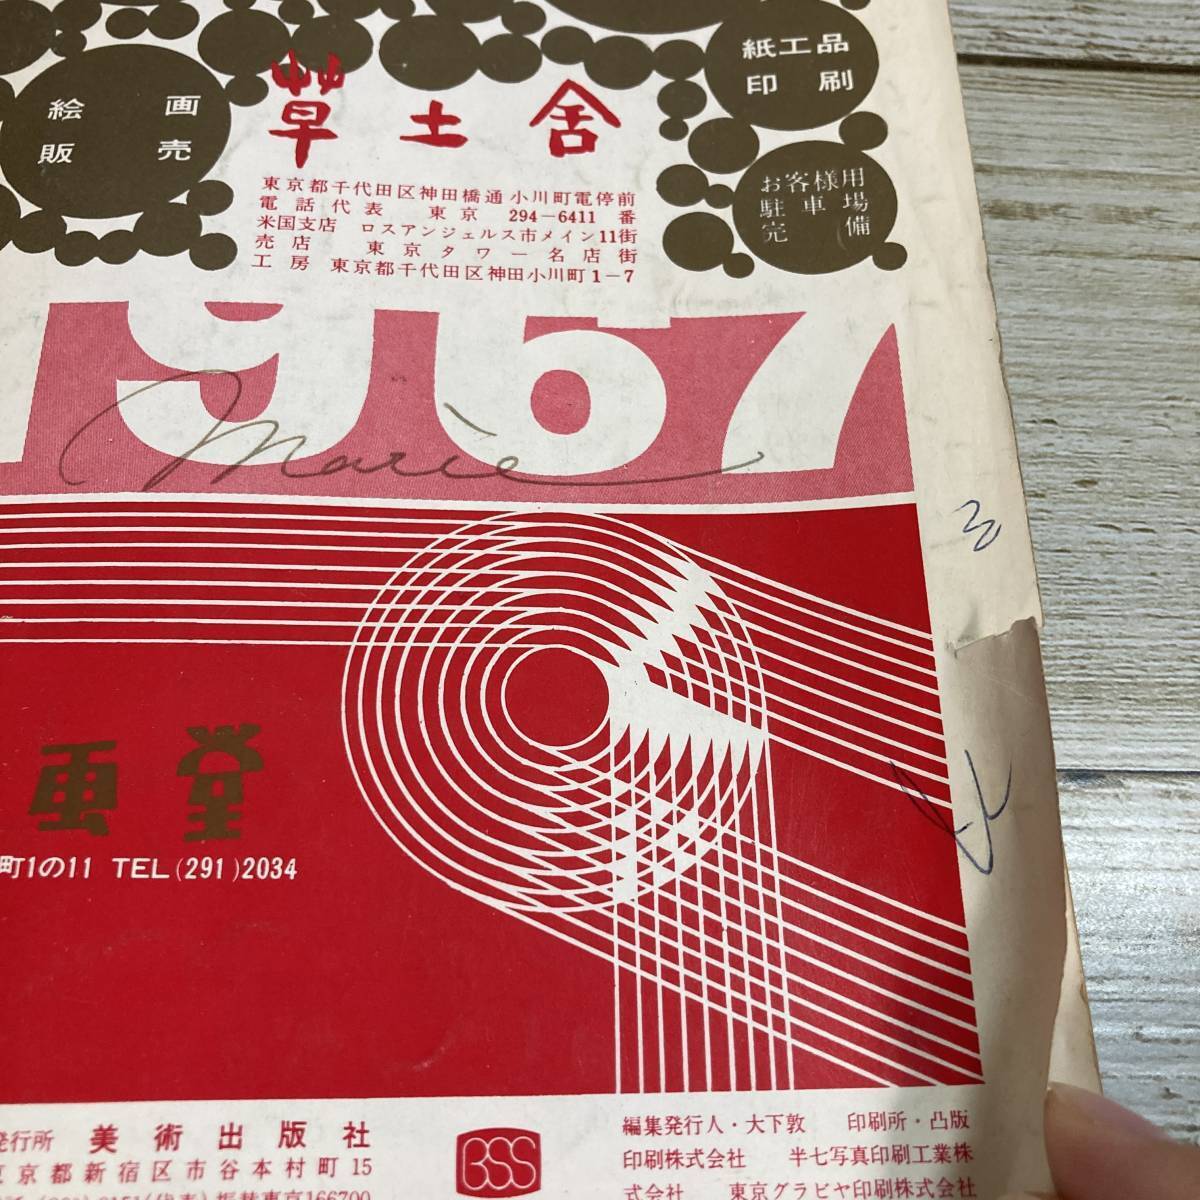 紙工品
印刷
絵画
販売
草土舎
お客様用
駐車場
完備
東京都千代田区神田橋通小川町電停前
電話代表 東京 294-6411 番
米国支店 ロスアンジェルス市メイン11街
売店 東京タワー名店街
工房 東京都千代田区神田小川町1-7
1967
Marie
3
画堂
町1の11 TEL(291)2034
発行所 美術出版社
東京都新宿区市谷本村町15
BSS
編集発行人・大下敦 印刷所・凸版
印刷株式会社 半七写真印刷工業株
式会社 東京グラビヤ印刷株式会社